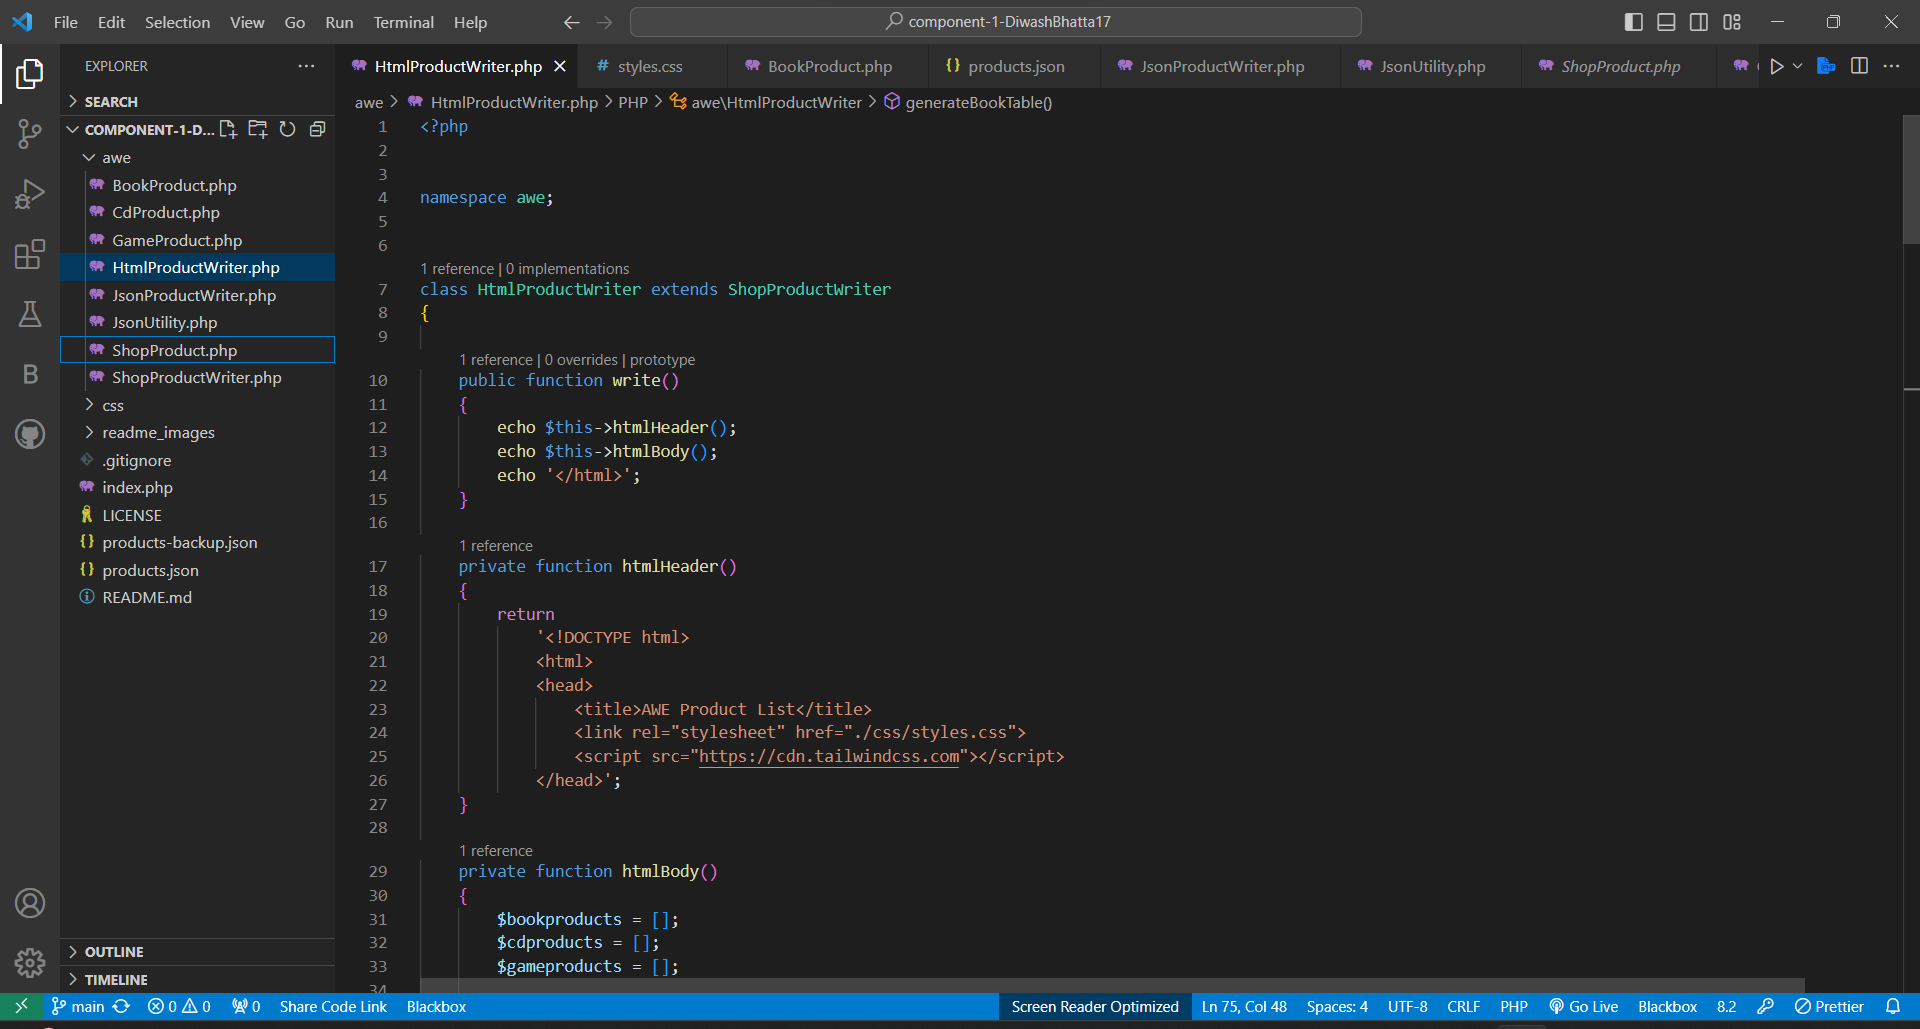 File Edit Selection View Go Run Terminal Help component-1-DiwashBhatta17
EXPLORER
SEARCH
COMPONENT-1-D...
awe
BookProduct.php
CdProduct.php
GameProduct.php
HtmlProductWriter.php
JsonProductWriter.php
JsonUtility.php
ShopProduct.php
ShopProductWriter.php
css
readme_images
.gitignore
index.php
LICENSE
products-backup.json
products.json
README.md
OUTLINE
TIMELINE
HtmlProductWriter.php styles.css BookProduct.php products.json JsonProductWriter.php JsonUtility.php ShopProduct.php
awe > HtmlProductWriter.php > PHP > awe\HtmlProductWriter > generateBookTable()
1 <?php
2
3
4 namespace awe;
5
6
1 reference | 0 implementations
7 class HtmlProductWriter extends ShopProductWriter
8 {
9
1 reference | 0 overrides | prototype
10 public function write()
11 {
12 echo $this->htmlHeader();
13 echo $this->htmlBody();
14 echo '</html>';
15 }
16
1 reference
17 private function htmlHeader()
18 {
19 return
20 '<!DOCTYPE html>
21 <html>
22 <head>
23 <title>AWE Product List</title>
24 <link rel="stylesheet" href="./css/styles.css">
25 <script src="https://cdn.tailwindcss.com"></script>
26 </head>';
27 }
28
1 reference
29 private function htmlBody()
30 {
31 $bookproducts = [];
32 $cdproducts = [];
33 $gameproducts = [];
34
main 0 0 0 Share Code Link Blackbox Screen Reader Optimized Ln 75, Col 48 Spaces: 4 UTF-8 CRLF PHP Go Live Blackbox 8.2 Prettier